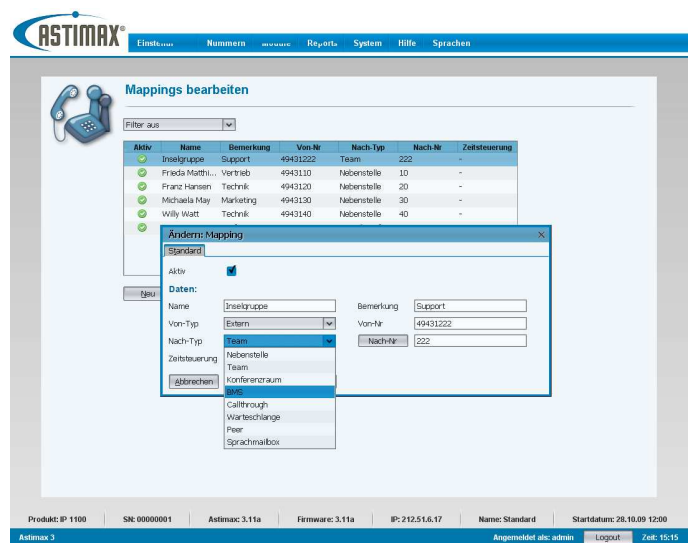 ASTIMAX®
Nummern Reports System Hilfe Sprachen
Mappings bearbeiten
Filter aus
Aktiv Name Bemerkung Von-Nr Nach-Typ Nach-Nr Zeitsteuerung
Inselgruppe Support 49431222 Team 222 -
Frieda Matthi... Vertrieb 4943110 Nebenstelle 10 -
Franz Hansen Technik 4943120 Nebenstelle 20 -
Michaela May Marketing 4943130 Nebenstelle 30 -
Willy Watt Technik 4943140 Nebenstelle 40 -
Ändern: Mapping
Standard
Aktiv
Neu
Daten:
Name Inselgruppe Bemerkung Support
Von-Typ Extern Von-Nr 49431222
Nach-Typ Team Nach-Nr 222
Zeitsteuerung
Abbrechen
Nebenstelle
Team
Konferenzraum
BMS
Callthrough
Warteschlange
Peer
Sprachmailbox
Produkt: IP 1100 SN: 00000001 Astimax: 3.11a Firmware: 3.11a IP: 212.51.6.17 Name: Standard Startdatum: 28.10.09 12:00
Astimax 3 Angemeldet als: admin Logout Zeit: 15:15